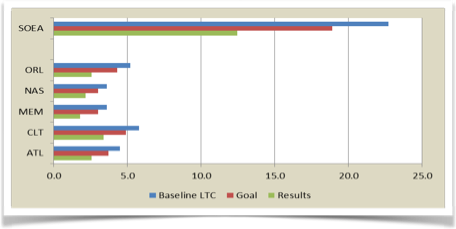 SOEA
ORL
NAS
MEM
CLT
ATL
0.0 5.0 10.0 15.0 20.0 25.0
Baseline LTC Goal Results